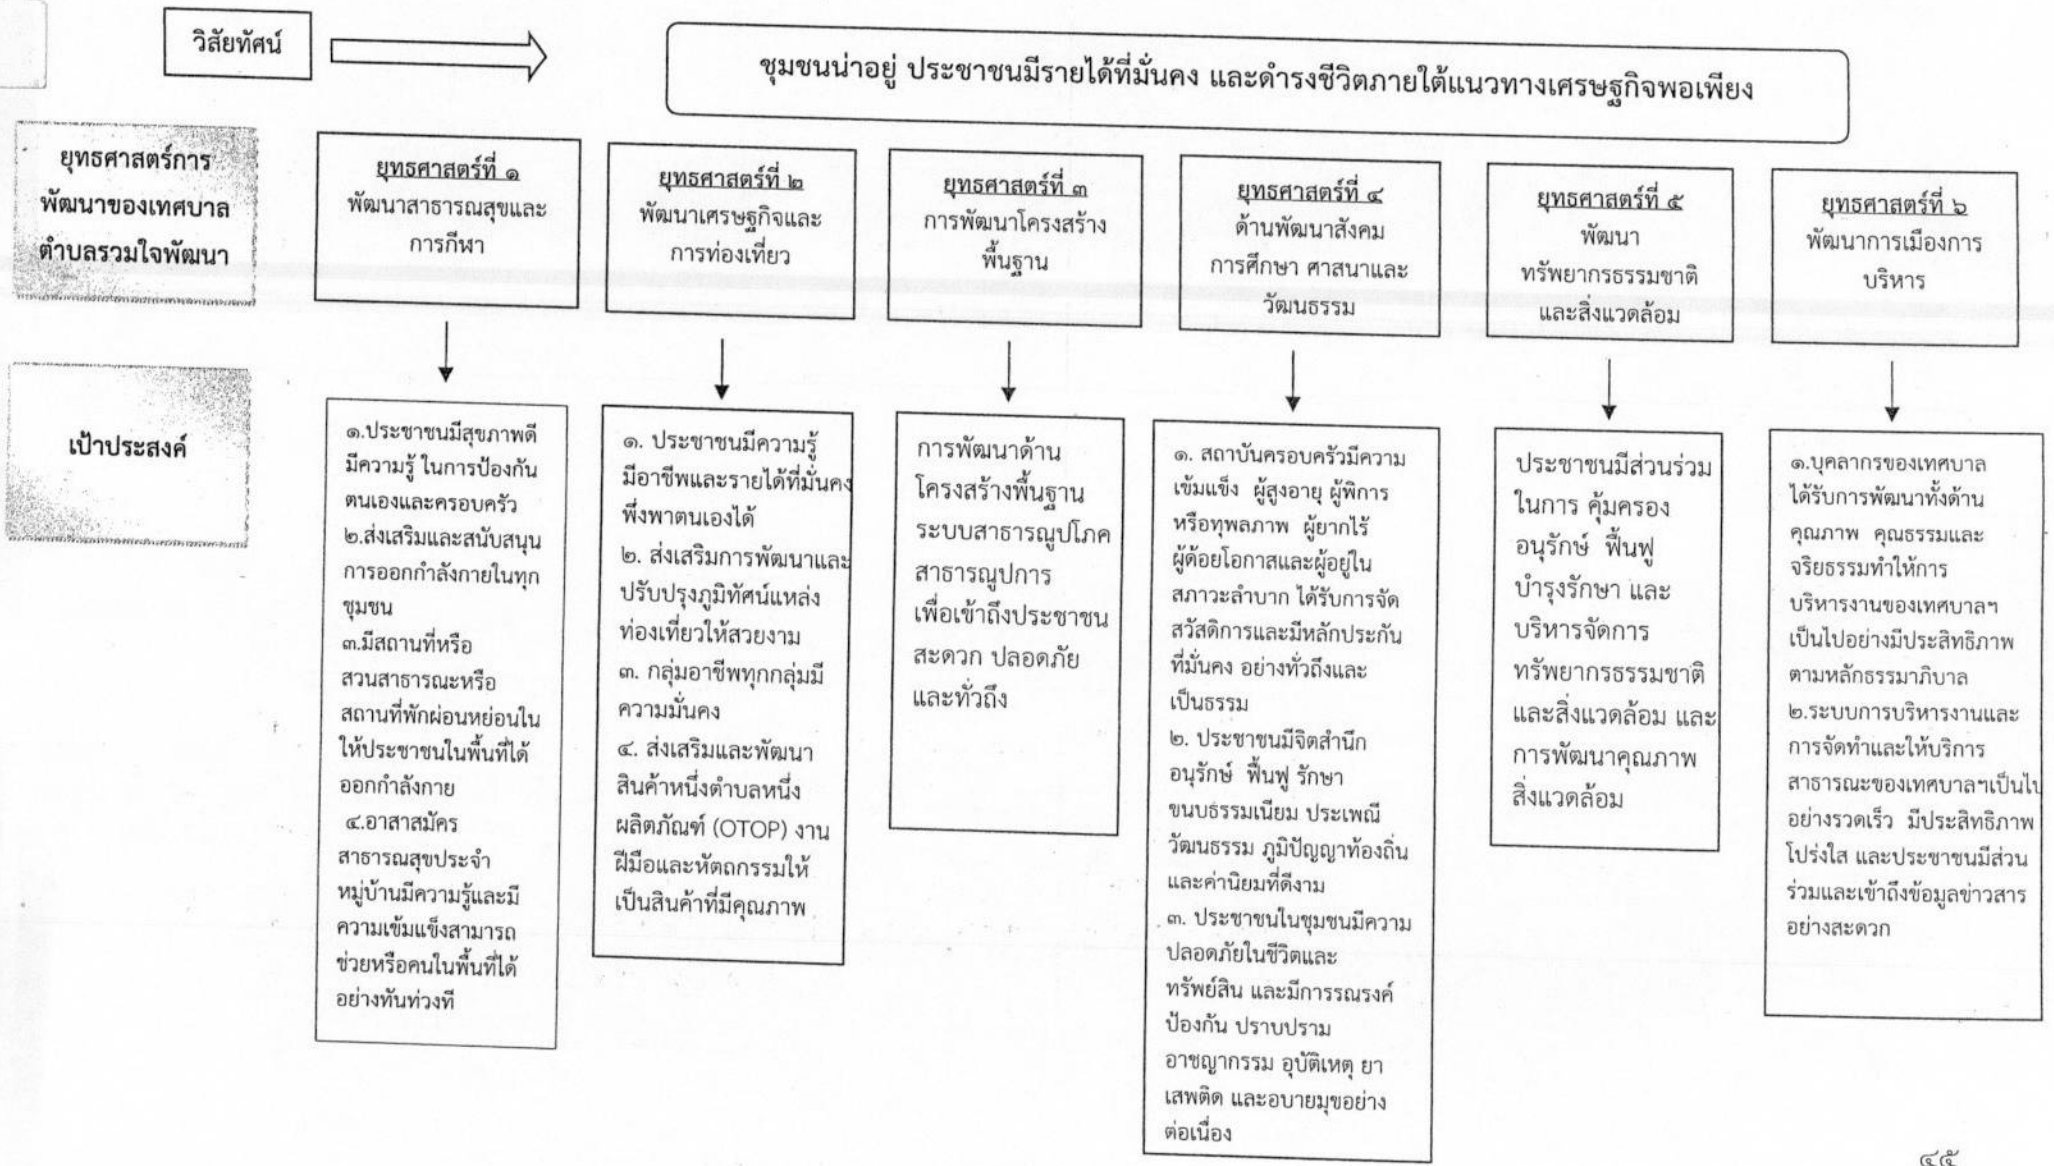 วิสัยทัศน์
ชุมชนน่าอยู่ ประชาชนมีรายได้ที่มั่นคง และดำรงชีวิตภายใต้แนวทางเศรษฐกิจพอเพียง
ยุทธศาสตร์การ
พัฒนาของเทศบาล
ตำบลรวมใจพัฒนา
ยุทธศาสตร์ที่ ๑
พัฒนาสาธารณสุขและ
การกีฬา
ยุทธศาสตร์ที่ ๒
พัฒนาเศรษฐกิจและ
การท่องเที่ยว
ยุทธศาสตร์ที่ ๓
การพัฒนาโครงสร้าง
พื้นฐาน
ยุทธศาสตร์ที่ ๔
ด้านพัฒนาสังคม
การศึกษา ศาสนาและ
วัฒนธรรม
ยุทธศาสตร์ที่ ๕
พัฒนา
ทรัพยากรธรรมชาติ
และสิ่งแวดล้อม
ยุทธศาสตร์ที่ ๖
พัฒนาการเมืองการ
บริหาร
เป้าประสงค์
๑.ประชาชนมีสุขภาพดี
มีความรู้ ในการป้องกัน
ตนเองและครอบครัว
๒.ส่งเสริมและสนับสนุน
การออกกำลังกายในทุก
ชุมชน
๓.มีสถานที่หรือ
สวนสาธารณะหรือ
สถานที่พักผ่อนหย่อนใน
ให้ประชาชนในพื้นที่ได้
ออกกำลังกาย
๔.อาสาสมัคร
สาธารณสุขประจำ
หมู่บ้านมีความรู้และมี
ความเข้มแข็งสามารถ
ช่วยหรือคนในพื้นที่ได้
อย่างทันท่วงที
๑. ประชาชนมีความรู้
มีอาชีพและรายได้ที่มั่นคง
พึ่งพาตนเองได้
๒. ส่งเสริมการพัฒนาและ
ปรับปรุงภูมิทัศน์แหล่ง
ท่องเที่ยวให้สวยงาม
๓. กลุ่มอาชีพทุกกลุ่มมี
ความมั่นคง
๔. ส่งเสริมและพัฒนา
สินค้าหนึ่งตำบลหนึ่ง
ผลิตภัณฑ์ (OTOP) งาน
ฝีมือและหัตถกรรมให้
เป็นสินค้าที่มีคุณภาพ
การพัฒนาด้าน
โครงสร้างพื้นฐาน
ระบบสาธารณูปโภค
สาธารณูปการ
เพื่อเข้าถึงประชาชน
สะดวก ปลอดภัย
และทั่วถึง
๑. สถาบันครอบครัวมีความ
เข้มแข็ง ผู้สูงอายุ ผู้พิการ
หรือทุพลภาพ ผู้ยากไร้
ผู้ด้อยโอกาสและผู้อยู่ใน
สภาวะลำบาก ได้รับการจัด
สวัสดิการและมีหลักประกัน
ที่มั่นคง อย่างทั่วถึงและ
เป็นธรรม
๒. ประชาชนมีจิตสำนึก
อนุรักษ์ ฟื้นฟู รักษา
ขนบธรรมเนียม ประเพณี
วัฒนธรรม ภูมิปัญญาท้องถิ่น
และค่านิยมที่ดีงาม
๓. ประชาชนในชุมชนมีความ
ปลอดภัยในชีวิตและ
ทรัพย์สิน และมีการรณรงค์
ป้องกัน ปราบปราม
อาชญากรรม อุบัติเหตุ ยา
เสพติด และอบายมุขอย่าง
ต่อเนื่อง
ประชาชนมีส่วนร่วม
ในการ คุ้มครอง
อนุรักษ์ ฟื้นฟู
บำรุงรักษา และ
บริหารจัดการ
ทรัพยากรธรรมชาติ
และสิ่งแวดล้อม และ
การพัฒนาคุณภาพ
สิ่งแวดล้อม
๑.บุคลากรของเทศบาล
ได้รับการพัฒนาทั้งด้าน
คุณภาพ คุณธรรมและ
จริยธรรมทำให้การ
บริหารงานของเทศบาลฯ
เป็นไปอย่างมีประสิทธิภาพ
ตามหลักธรรมาภิบาล
๒.ระบบการบริหารงานและ
การจัดทำและให้บริการ
สาธารณะของเทศบาลฯเป็นไป
อย่างรวดเร็ว มีประสิทธิภาพ
โปร่งใส และประชาชนมีส่วน
ร่วมและเข้าถึงข้อมูลข่าวสาร
อย่างสะดวก
๔๕